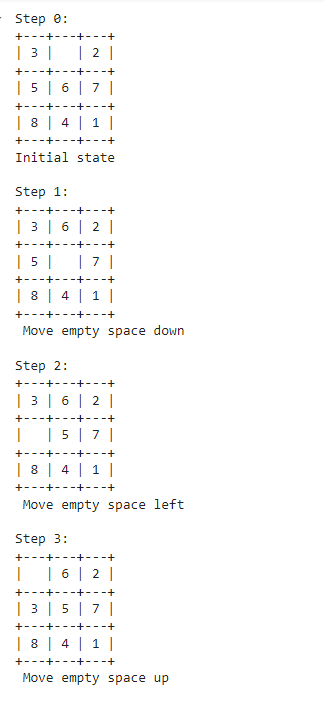 Step 0:
+---+---+---+
| 3 |   | 2 |
+---+---+---+
| 5 | 6 | 7 |
+---+---+---+
| 8 | 4 | 1 |
+---+---+---+
Initial state

Step 1:
+---+---+---+
| 3 | 6 | 2 |
+---+---+---+
| 5 |   | 7 |
+---+---+---+
| 8 | 4 | 1 |
+---+---+---+
 Move empty space down

Step 2:
+---+---+---+
| 3 | 6 | 2 |
+---+---+---+
|   | 5 | 7 |
+---+---+---+
| 8 | 4 | 1 |
+---+---+---+
 Move empty space left

Step 3:
+---+---+---+
|   | 6 | 2 |
+---+---+---+
| 3 | 5 | 7 |
+---+---+---+
| 8 | 4 | 1 |
+---+---+---+
 Move empty space up